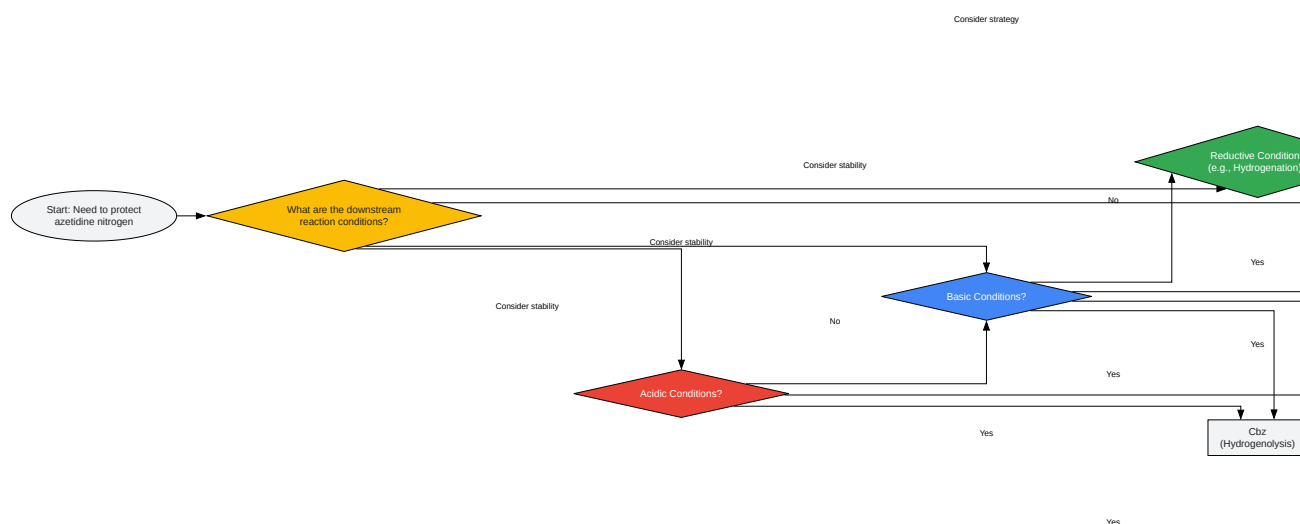 Consider strategy
Reductive Condition
(e.g., Hydrogenation)
Consider stability
No
Start: Need to protect
azetidine nitrogen
What are the downstream
reaction conditions?
Consider stability
Yes
Basic Conditions?
Consider stability
No
Yes
Yes
Acidic Conditions?
Yes
Cbz
(Hydrogenolysis)
Yes